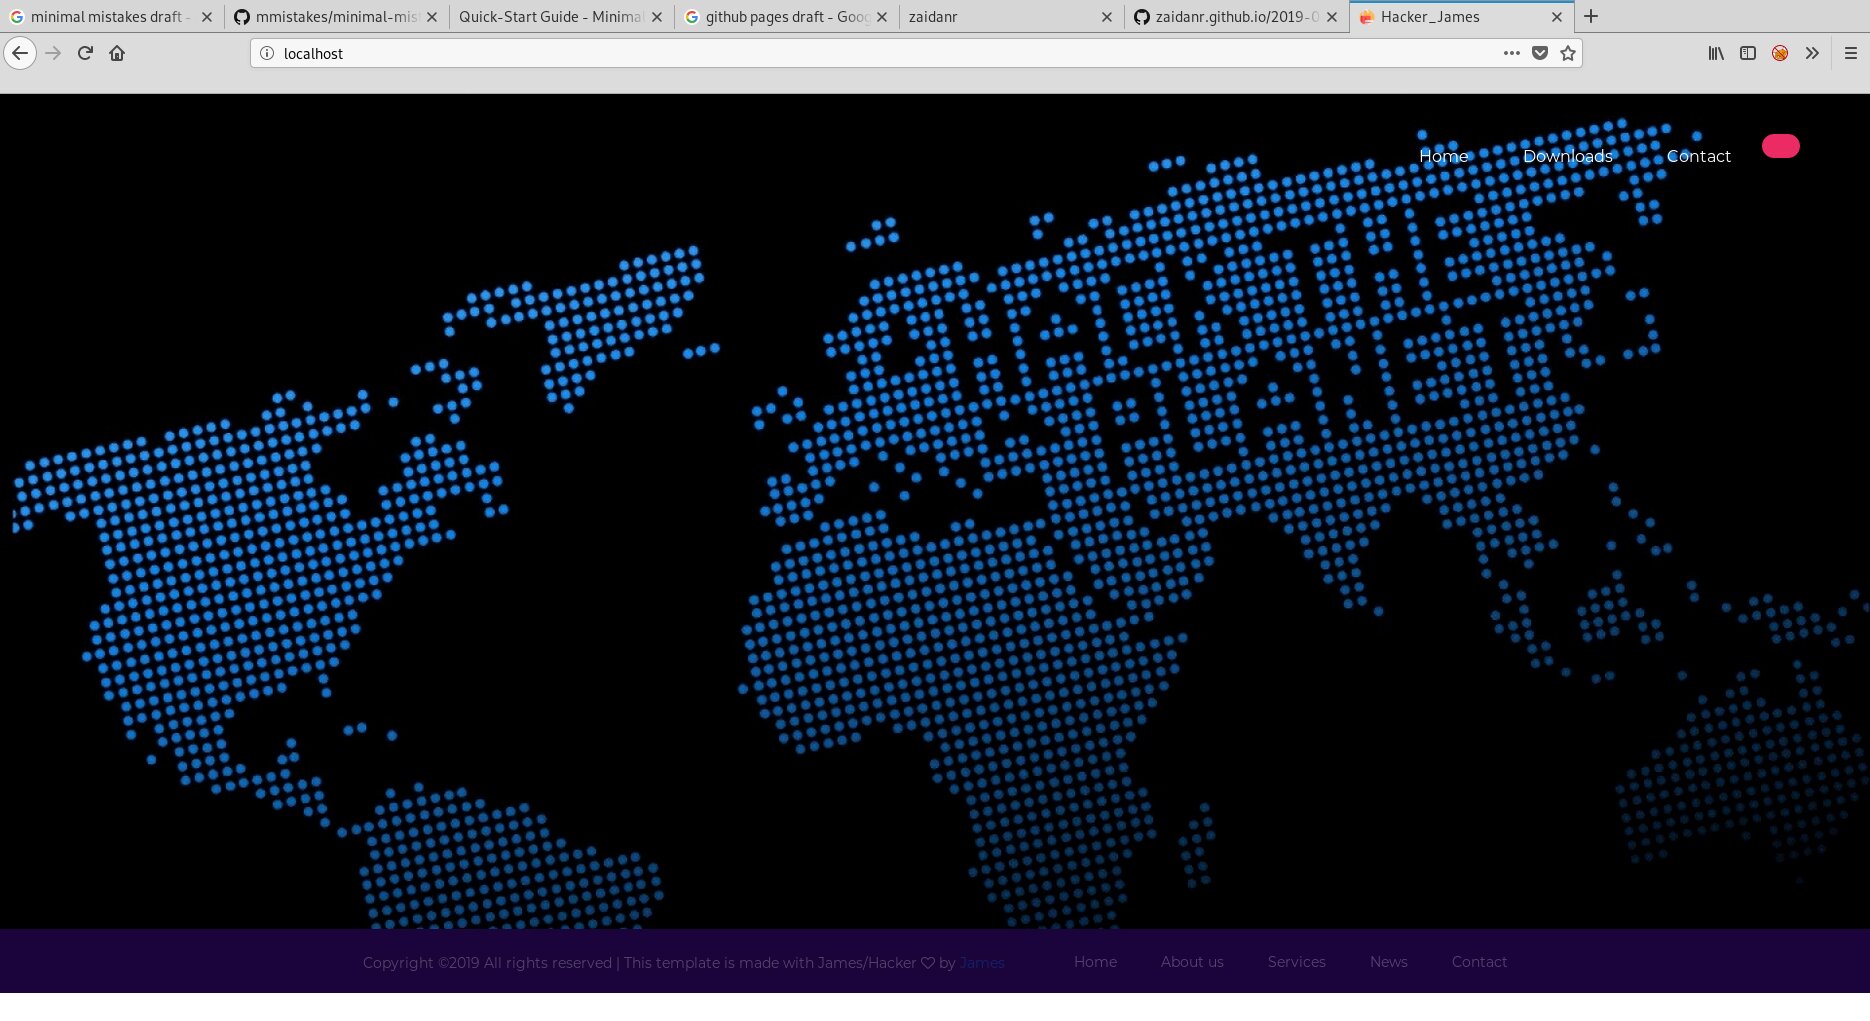 minimal mistakes draft -
mmistakes/minimal-mis
Quick-Start Guide - Minimal
github pages draft - Goog
zaidanr
zaidanr.github.io/2019-0
Hacker_James
localhost
Home Downloads Contact
Copyright ©2019 All rights reserved | This template is made with James/Hacker ♡ by James
Home About us Services News Contact